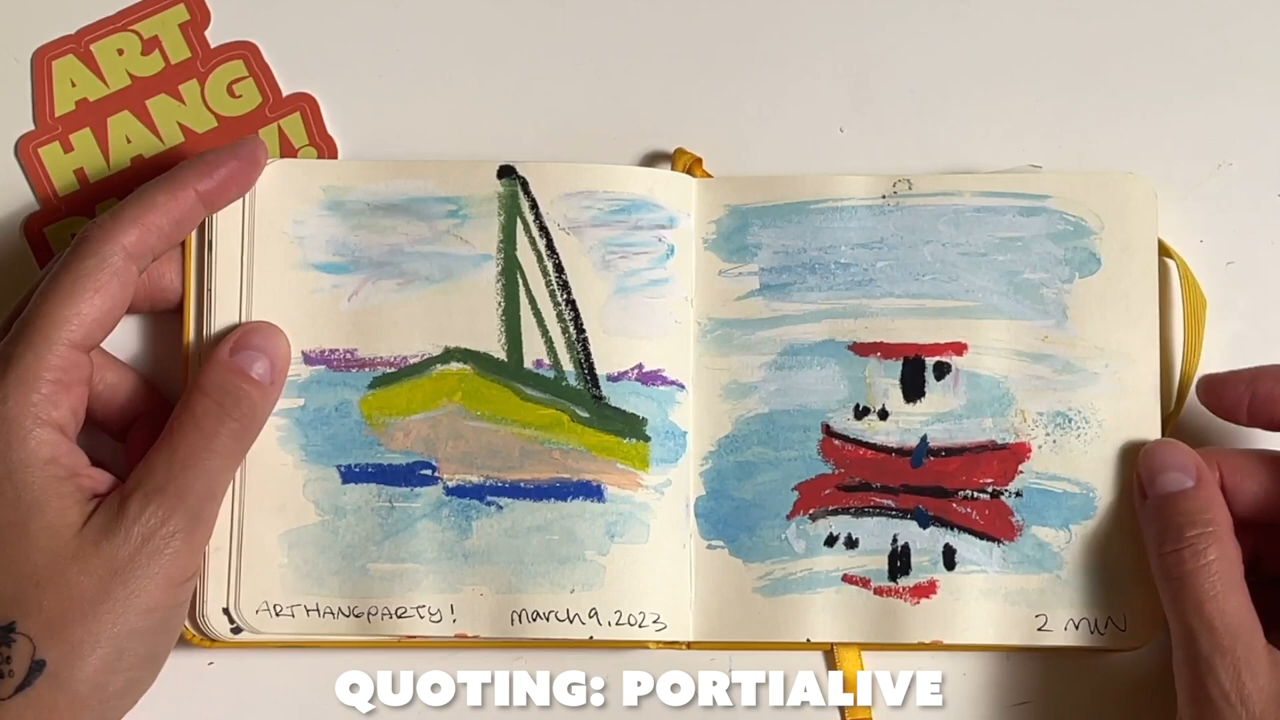 ART
HANG
ARTHANGPARTY! March 9, 2023
2 MIN
QUOTING: PORTIALIVE